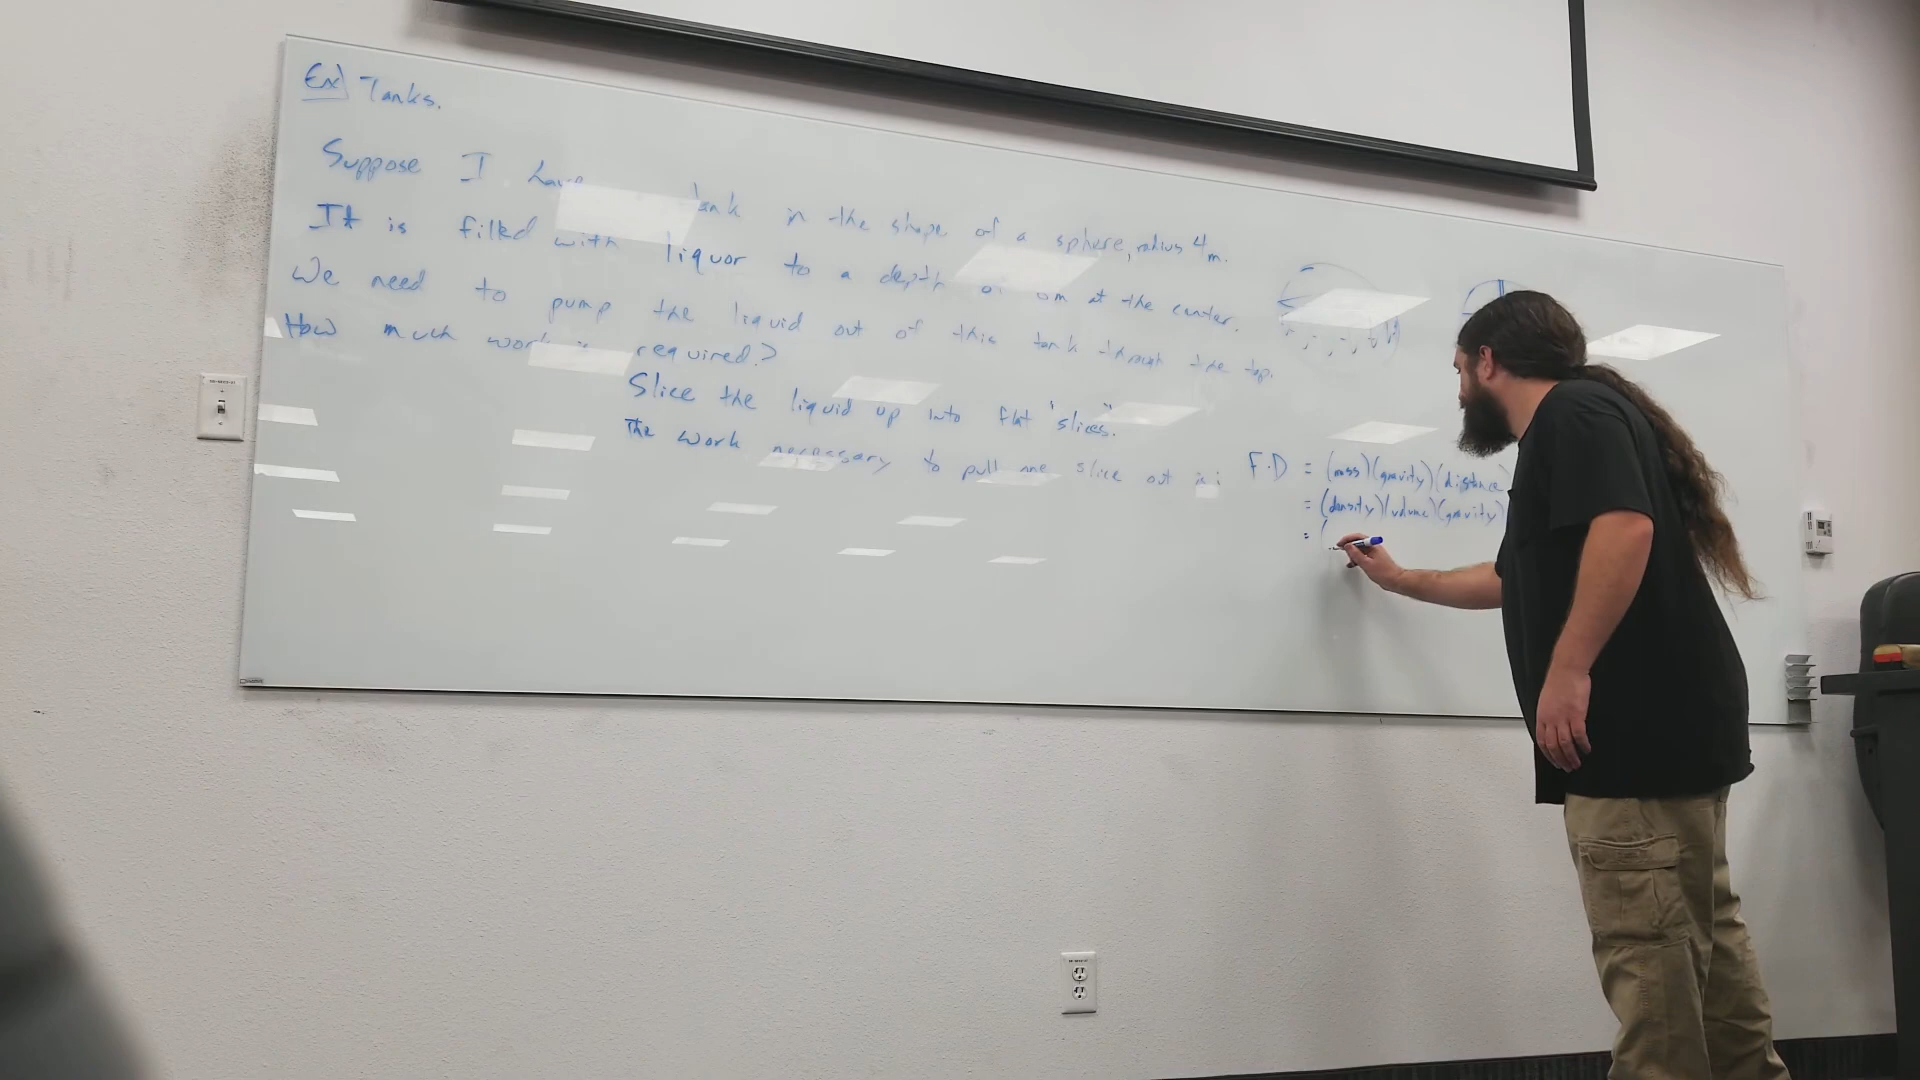 Ex) Tanks.
Suppose I have tank in the shape of a sphere, radius 4m.
It is filled with liquor to a depth of m at the center.
We need to pump the liquid out of this tank through the top.
How much work is required?
Slice the liquid up into flat "slices".
The work necessary to pull one slice out is: F·D = (mass)(gravity)(distance)
= (density)(volume)(gravity)
= (